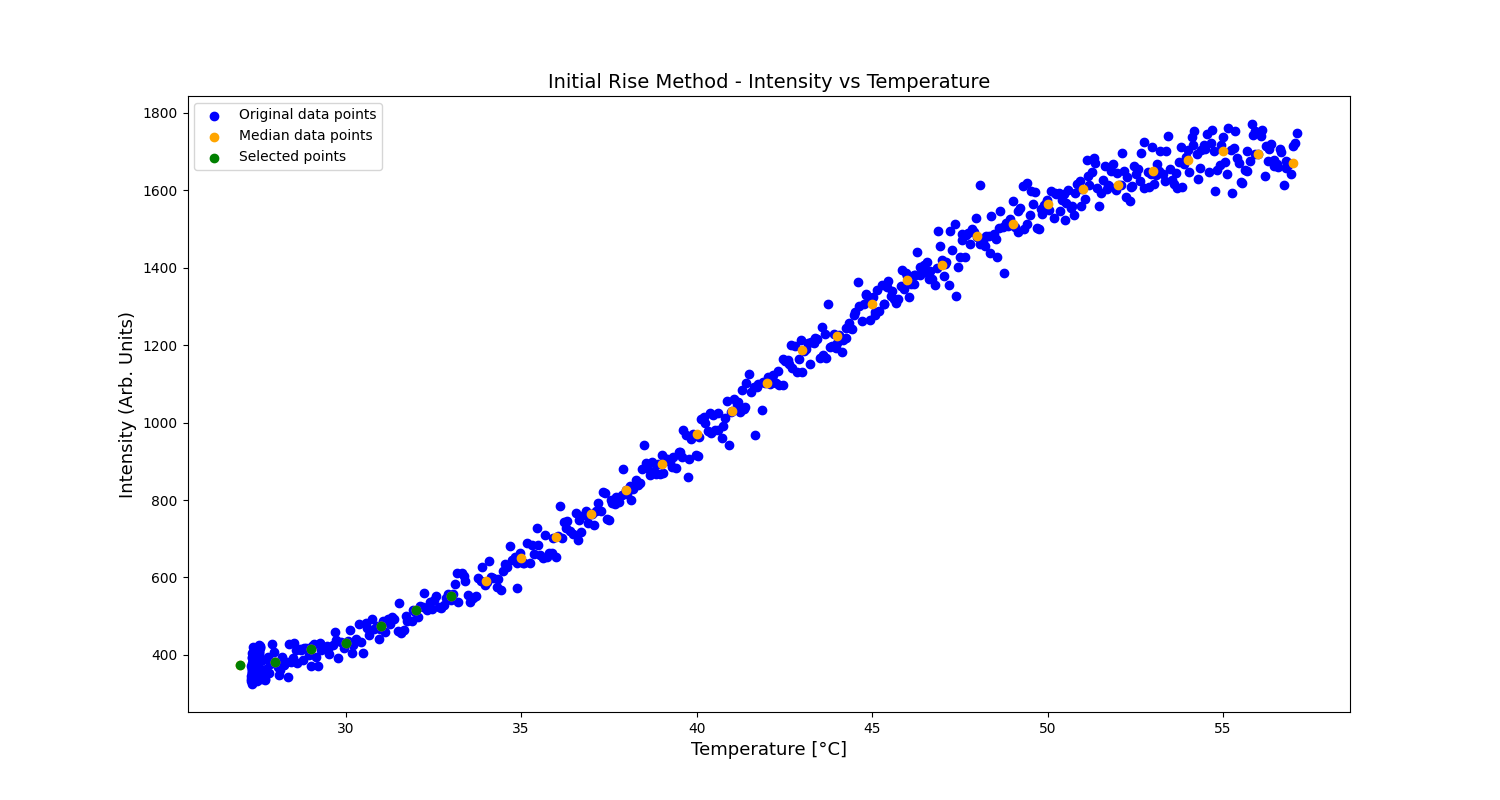 Initial Rise Method - Intensity vs Temperature
Original data points
Median data points
Selected points
1800
1600
1400
1200
1000
800
600
400
Intensity (Arb. Units)
30
35
40
45
50
55
Temperature [°C]